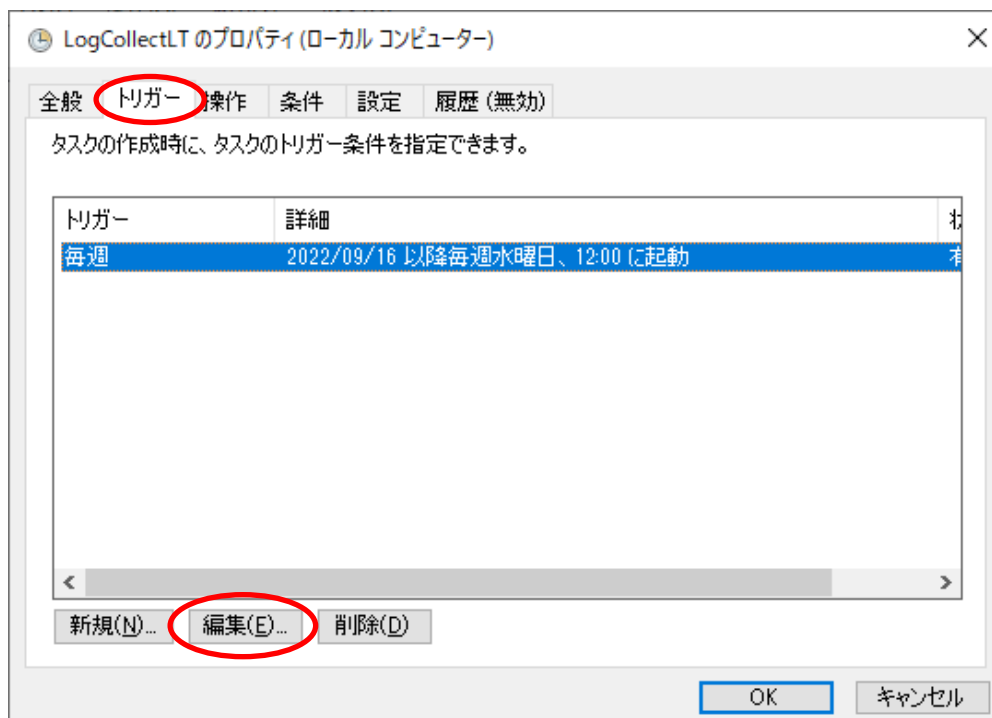 LogCollectLT のプロパティ (ローカル コンピューター)
全般 トリガー 操作 条件 設定 履歴 (無効)
タスクの作成時に、タスクのトリガー条件を指定できます。
トリガー 詳細
毎週 2022/09/16 以降毎週水曜日、12:00 に起動
新規(N)... 編集(E)... 削除(D)
OK キャンセル